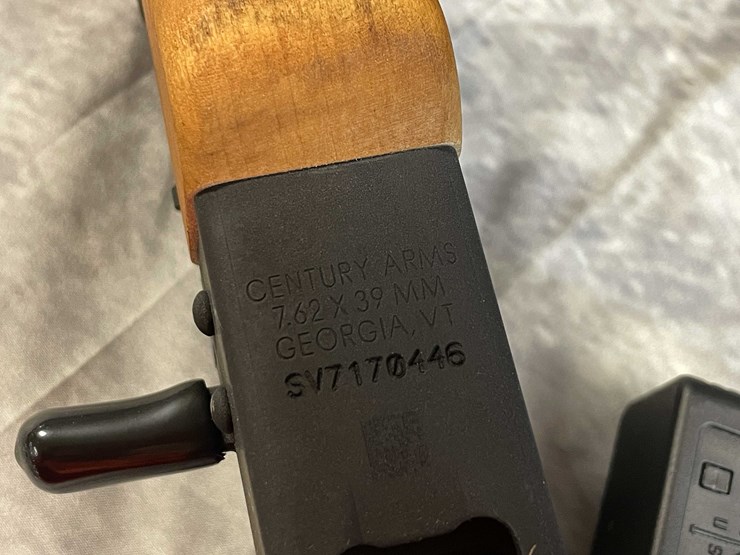 CENTURY ARMS
7.62 X 39 MM
GEORGIA, VT
SV7170446